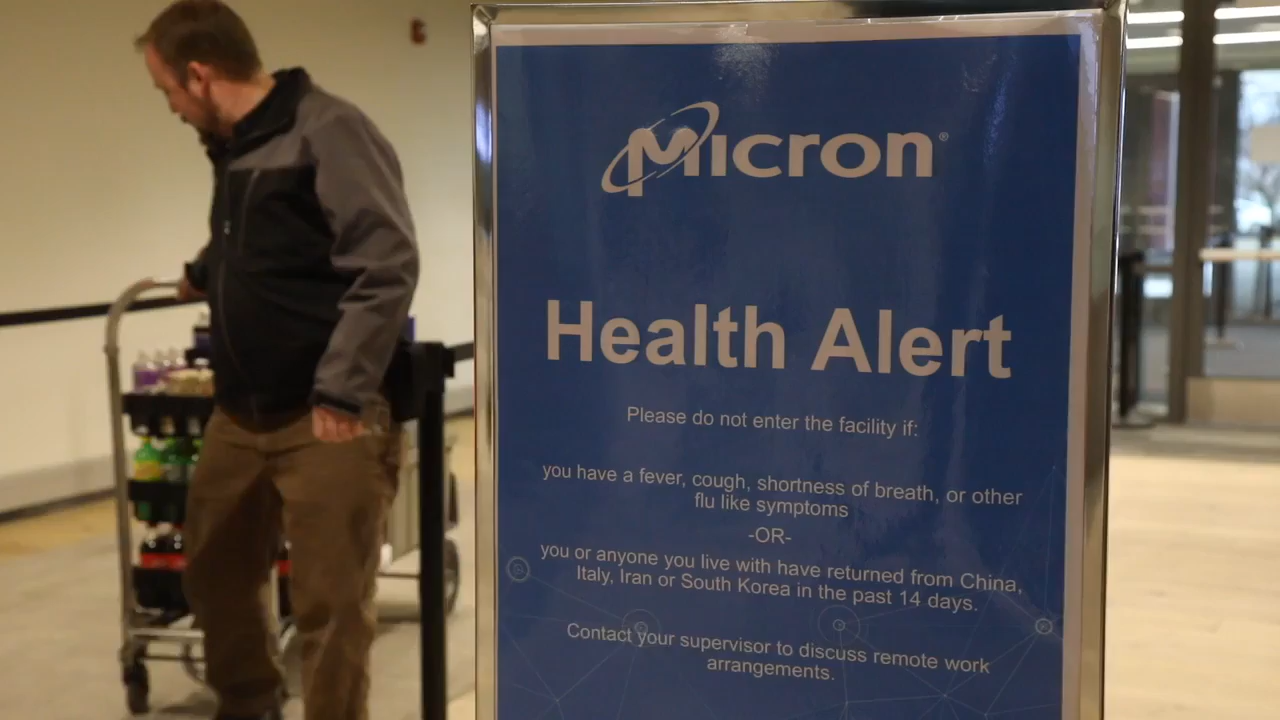 Micron®
Health Alert
Please do not enter the facility if:
you have a fever, cough, shortness of breath, or other
flu like symptoms
-OR-
you or anyone you live with have returned from China,
Italy, Iran or South Korea in the past 14 days.
Contact your supervisor to discuss remote work
arrangements.